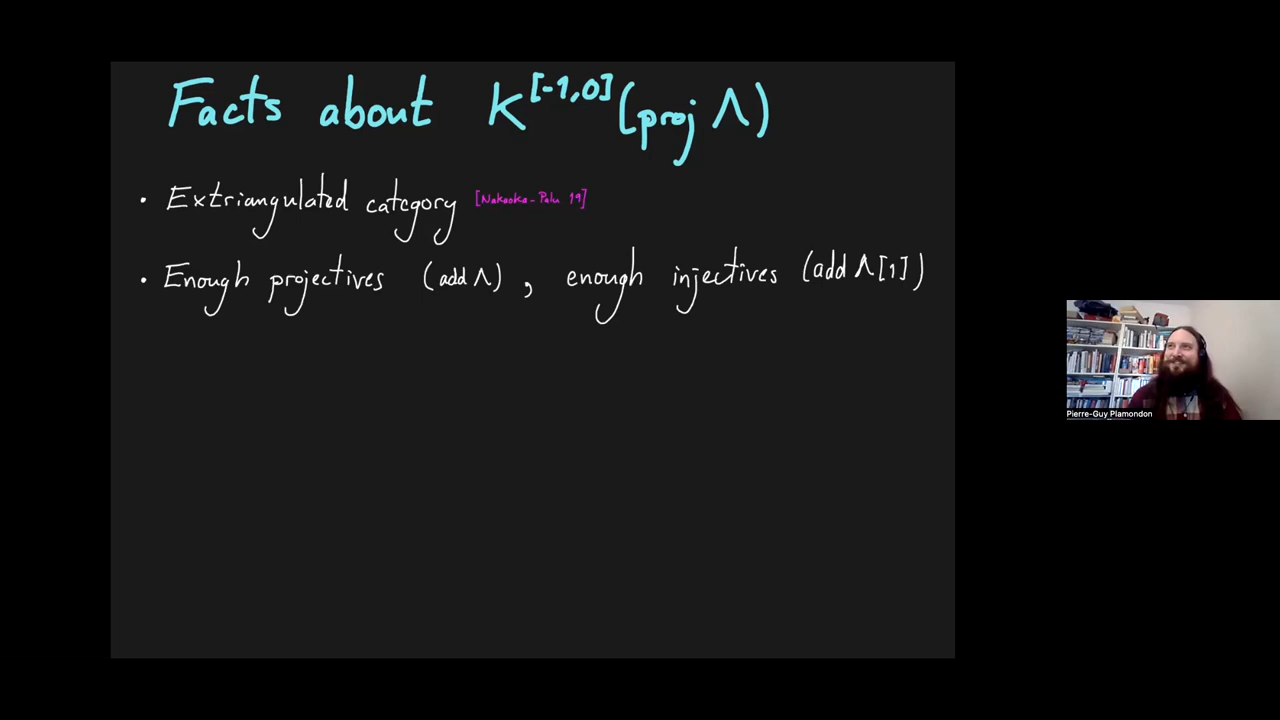 Facts about K^[-1,0](proj Λ)
• Extriangulated category [Nakaoka-Palu 19]
• Enough projectives (add Λ), enough injectives (add Λ[1])
Pierre-Guy Plamondon